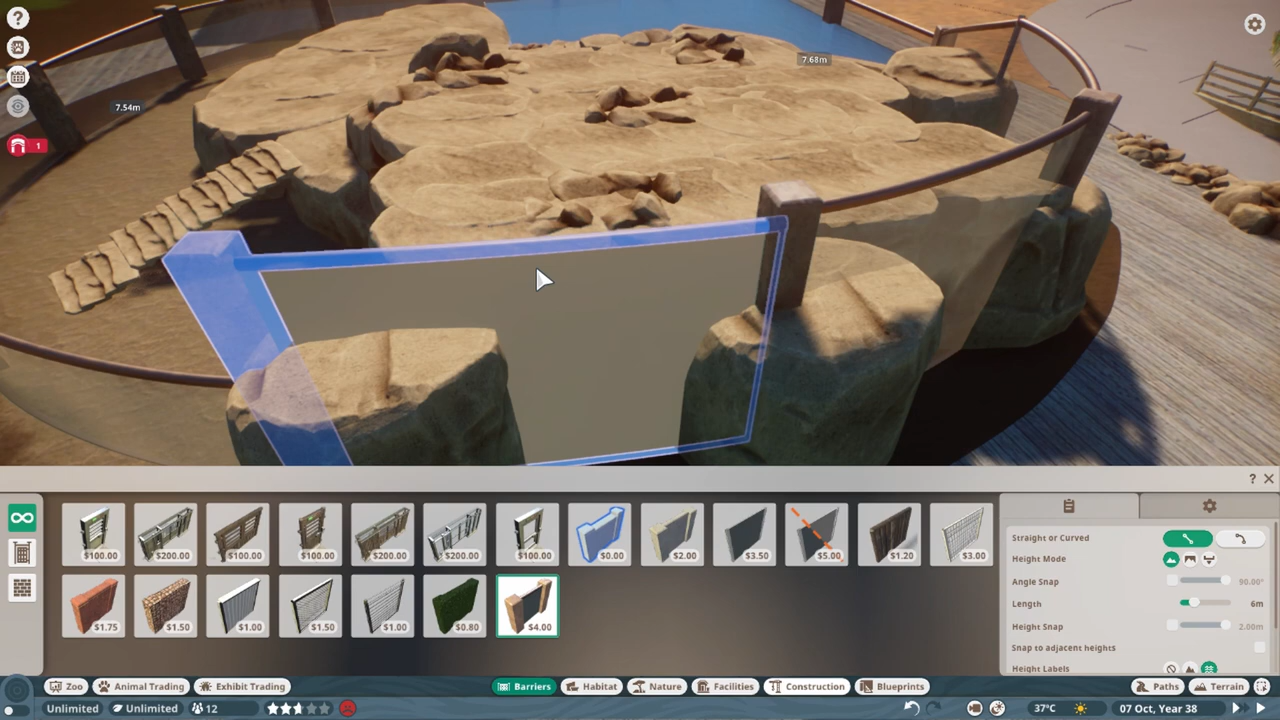 ?
7.68m
7.54m
1
?
$100.00 $200.00 $100.00 $100.00 $200.00 $200.00 $100.00 $0.00 $2.00 $3.50 $5.00 $1.20 $3.00
$1.75 $1.50 $1.00 $1.50 $1.00 $0.80 $4.00
Straight or Curved
Height Mode
Angle Snap 90.00°
Length 6m
Height Snap 2.00m
Snap to adjacent heights
Height Labels
Zoo Animal Trading Exhibit Trading Barriers Habitat Nature Facilities Construction Blueprints Paths Terrain
Unlimited Unlimited 12 37°C 07 Oct, Year 38